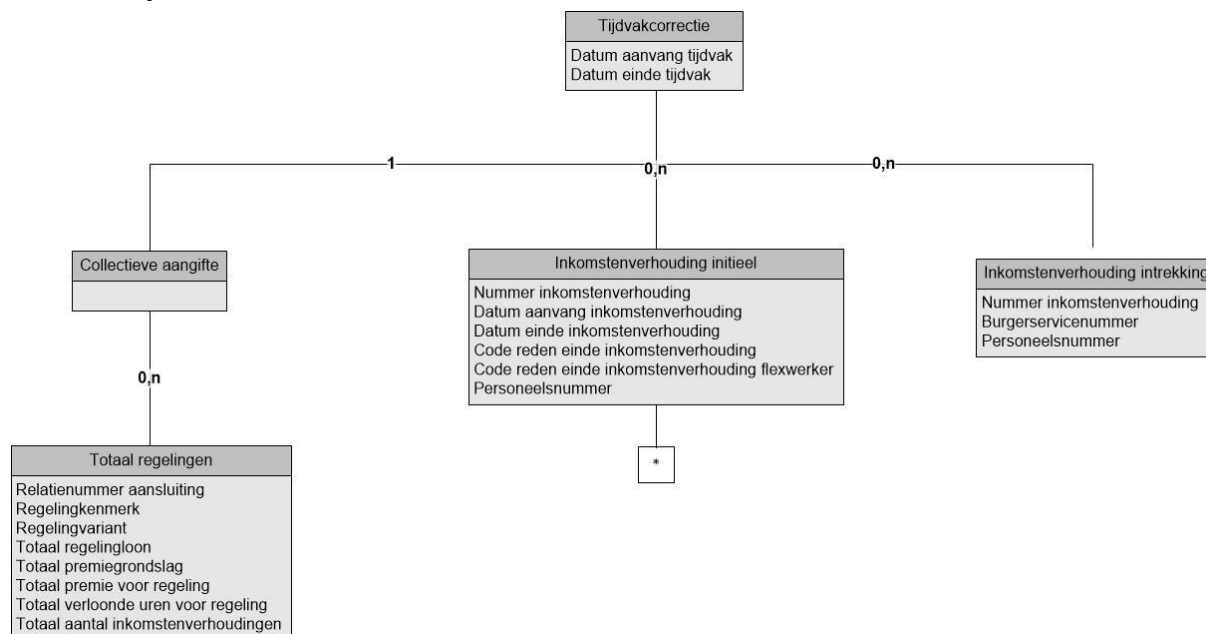 Tijdvakcorrectie
Datum aanvang tijdvak
Datum einde tijdvak
1
0,n
0,n
Collectieve aangifte
Inkomstenverhouding initieel
Nummer inkomstenverhouding
Datum aanvang inkomstenverhouding
Datum einde inkomstenverhouding
Code reden einde inkomstenverhouding
Code reden einde inkomstenverhouding flexwerker
Personeelsnummer
Inkomstenverhouding intrekking
Nummer inkomstenverhouding
Burgerservicenummer
Personeelsnummer
0,n
*
Totaal regelingen
Relatienummer aansluiting
Regelingkenmerk
Regelingvariant
Totaal regelingloon
Totaal premiegrondslag
Totaal premie voor regeling
Totaal verloonde uren voor regeling
Totaal aantal inkomstenverhoudingen